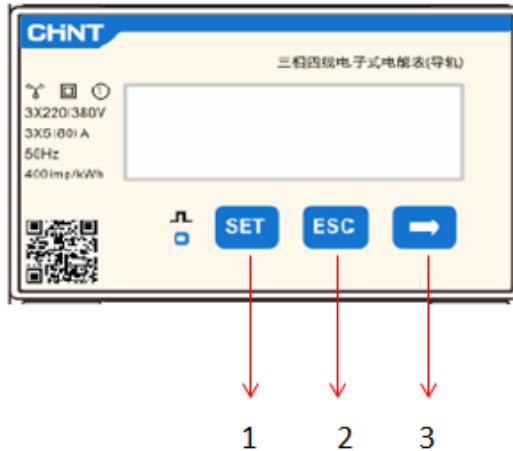 CHNT
三相四线电子式电能表(导轨)
3X220/380V
3X5(80)A
50Hz
400imp/kWh
SET
ESC
1
2
3